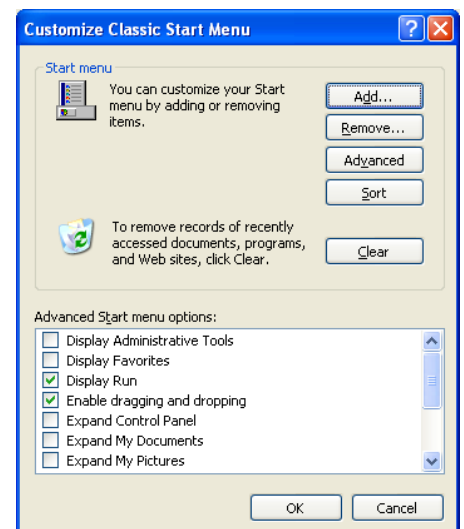 Customize Classic Start Menu
Start menu
You can customize your Start
menu by adding or removing
items.
Add...
Remove...
Advanced
Sort
To remove records of recently
accessed documents, programs,
and Web sites, click Clear.
Clear
Advanced Start menu options:
Display Administrative Tools
Display Favorites
Display Run
Enable dragging and dropping
Expand Control Panel
Expand My Documents
Expand My Pictures
OK
Cancel